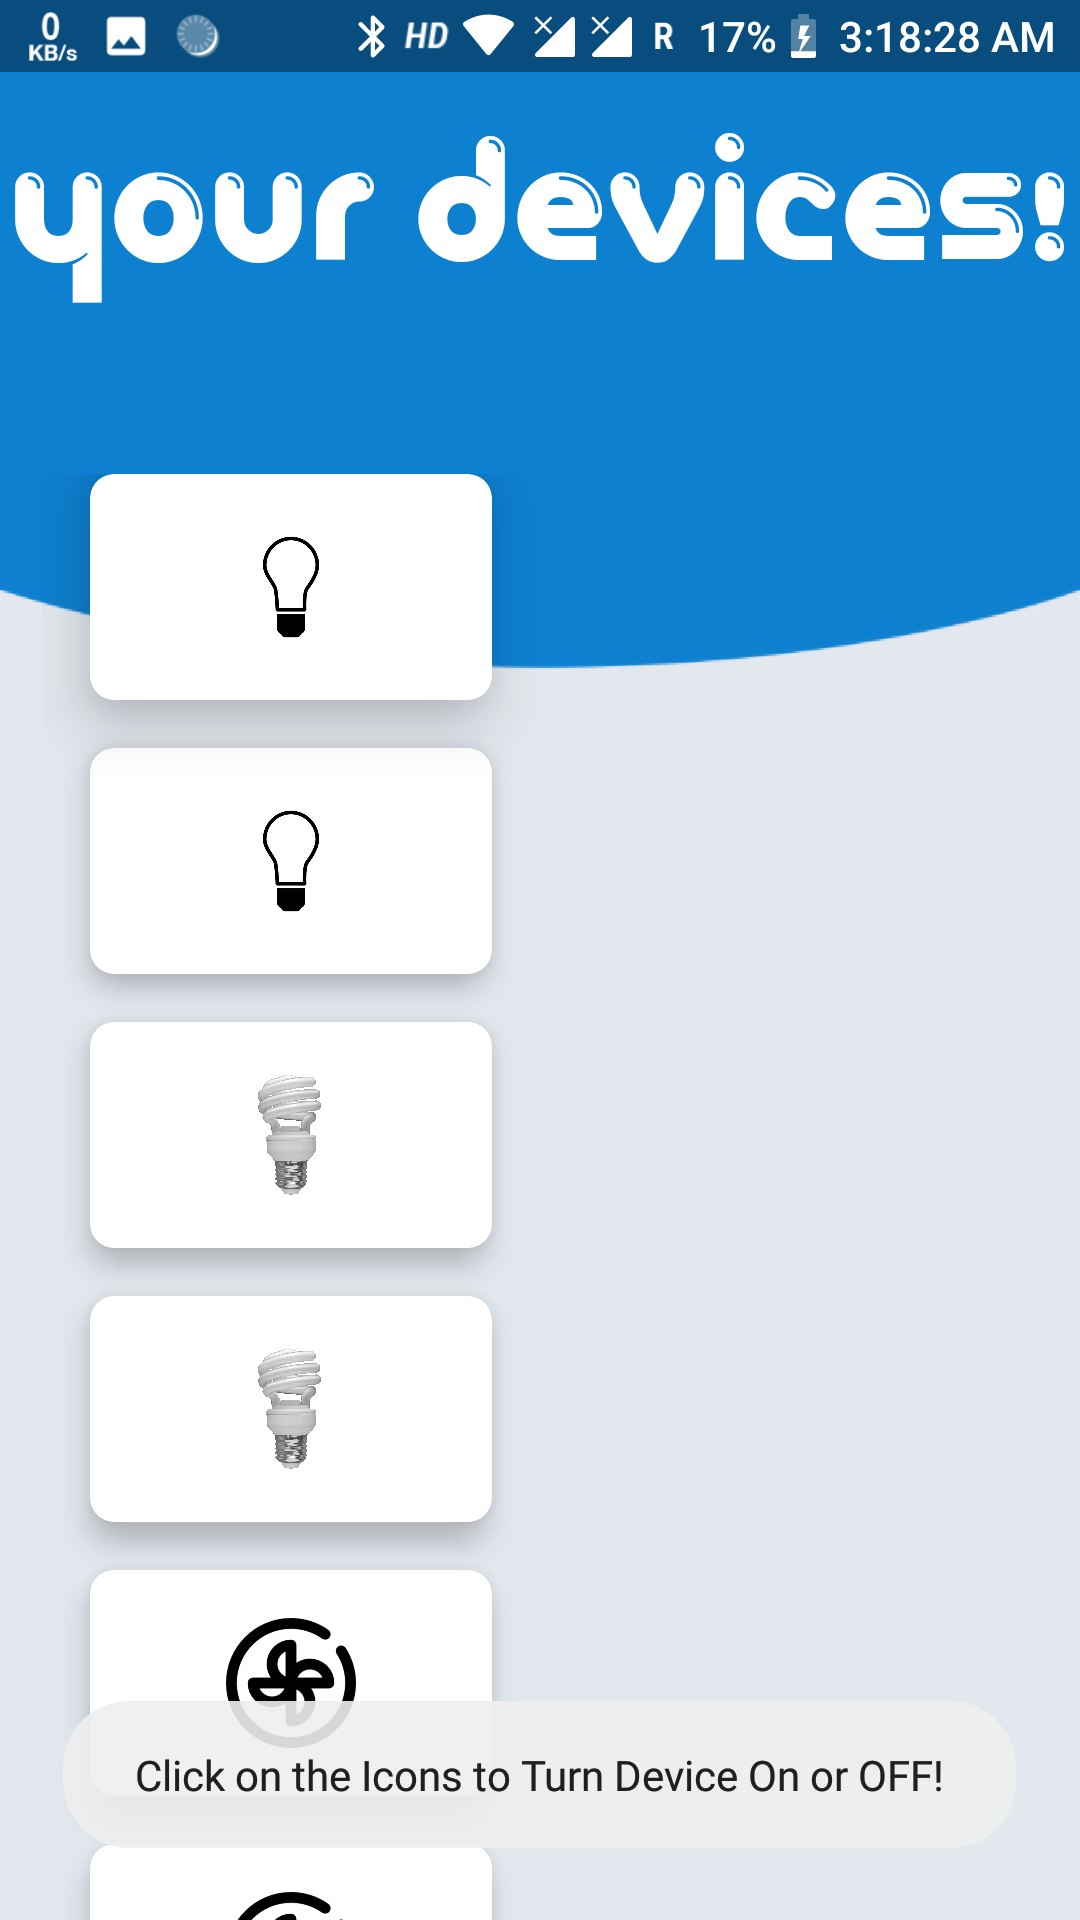 0
KB/s
HD
R 17% 3:18:28 AM
your devices!
Click on the Icons to Turn Device On or OFF!